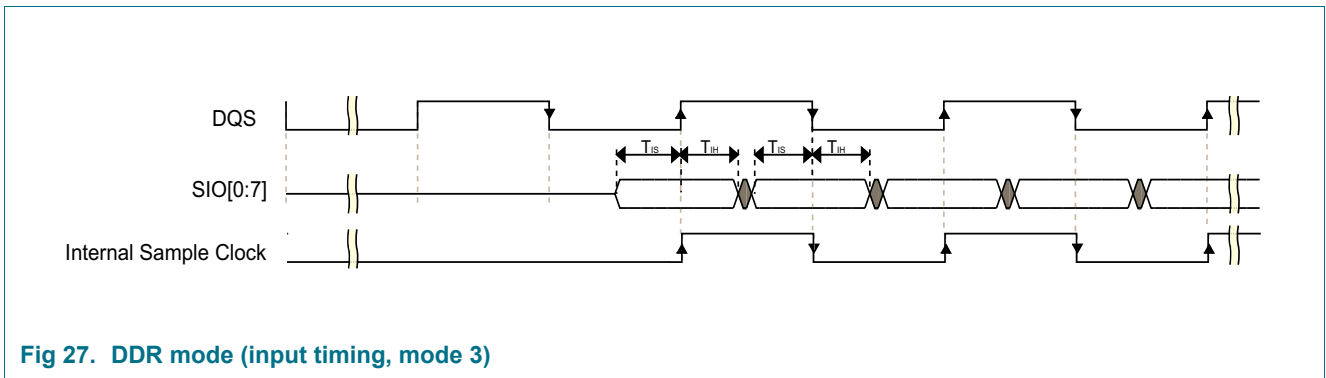 DQS
TIS TIH TIS TIH
SIO[0:7]
Internal Sample Clock
Fig 27. DDR mode (input timing, mode 3)